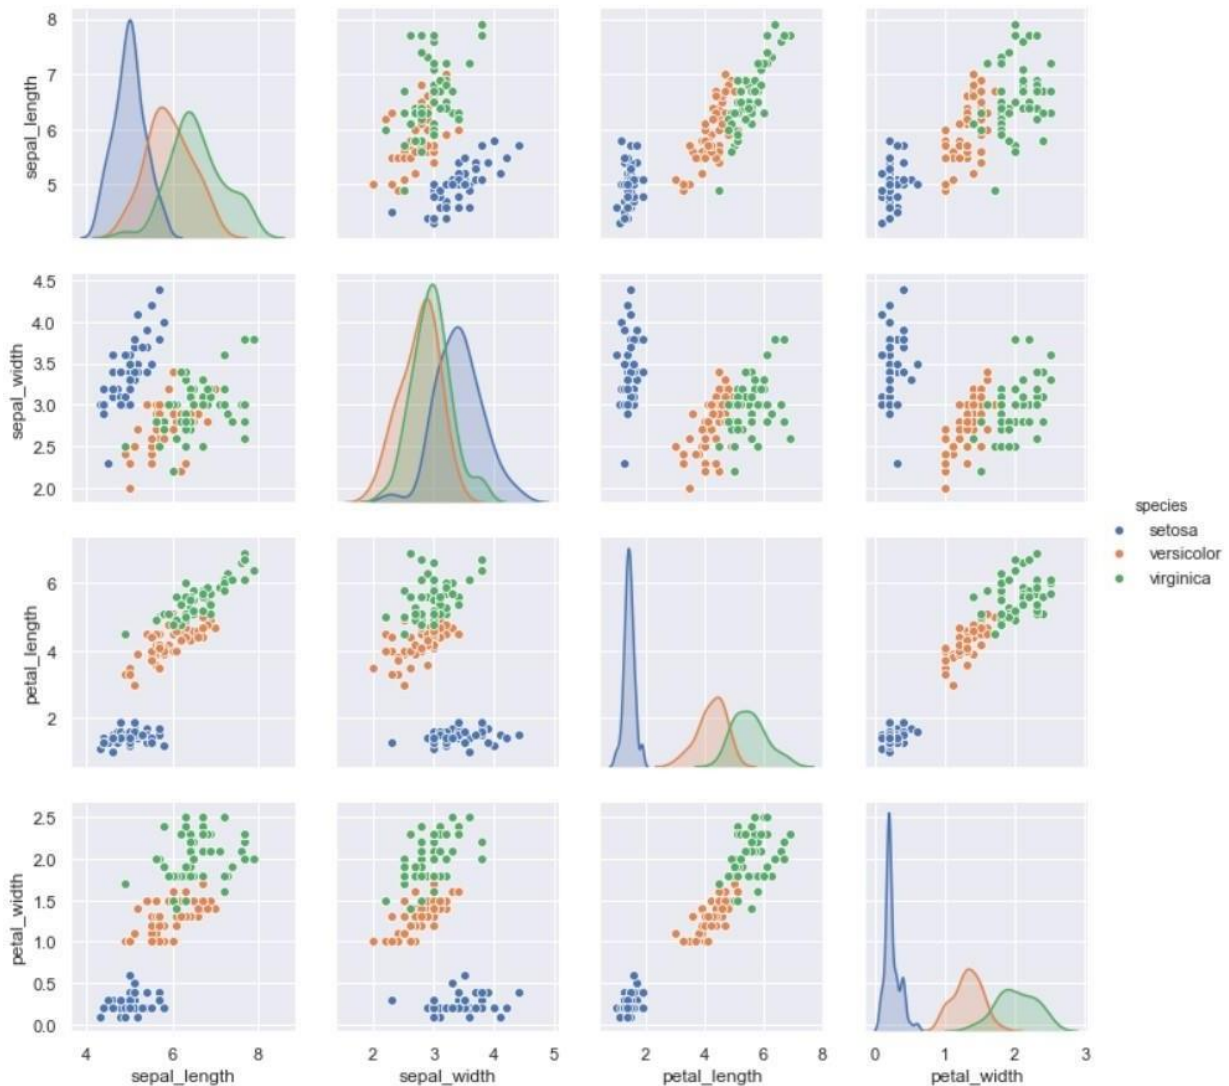 8
7
6
5
sepal_length
4.5
4.0
3.5
3.0
2.5
2.0
sepal_width
6
4
2
petal_length
species
setosa
versicolor
virginica
2.5
2.0
1.5
1.0
0.5
0.0
petal_width
4 6 8
sepal_length
2 3 4 5
sepal_width
2 4 6 8
petal_length
0 1 2 3
petal_width